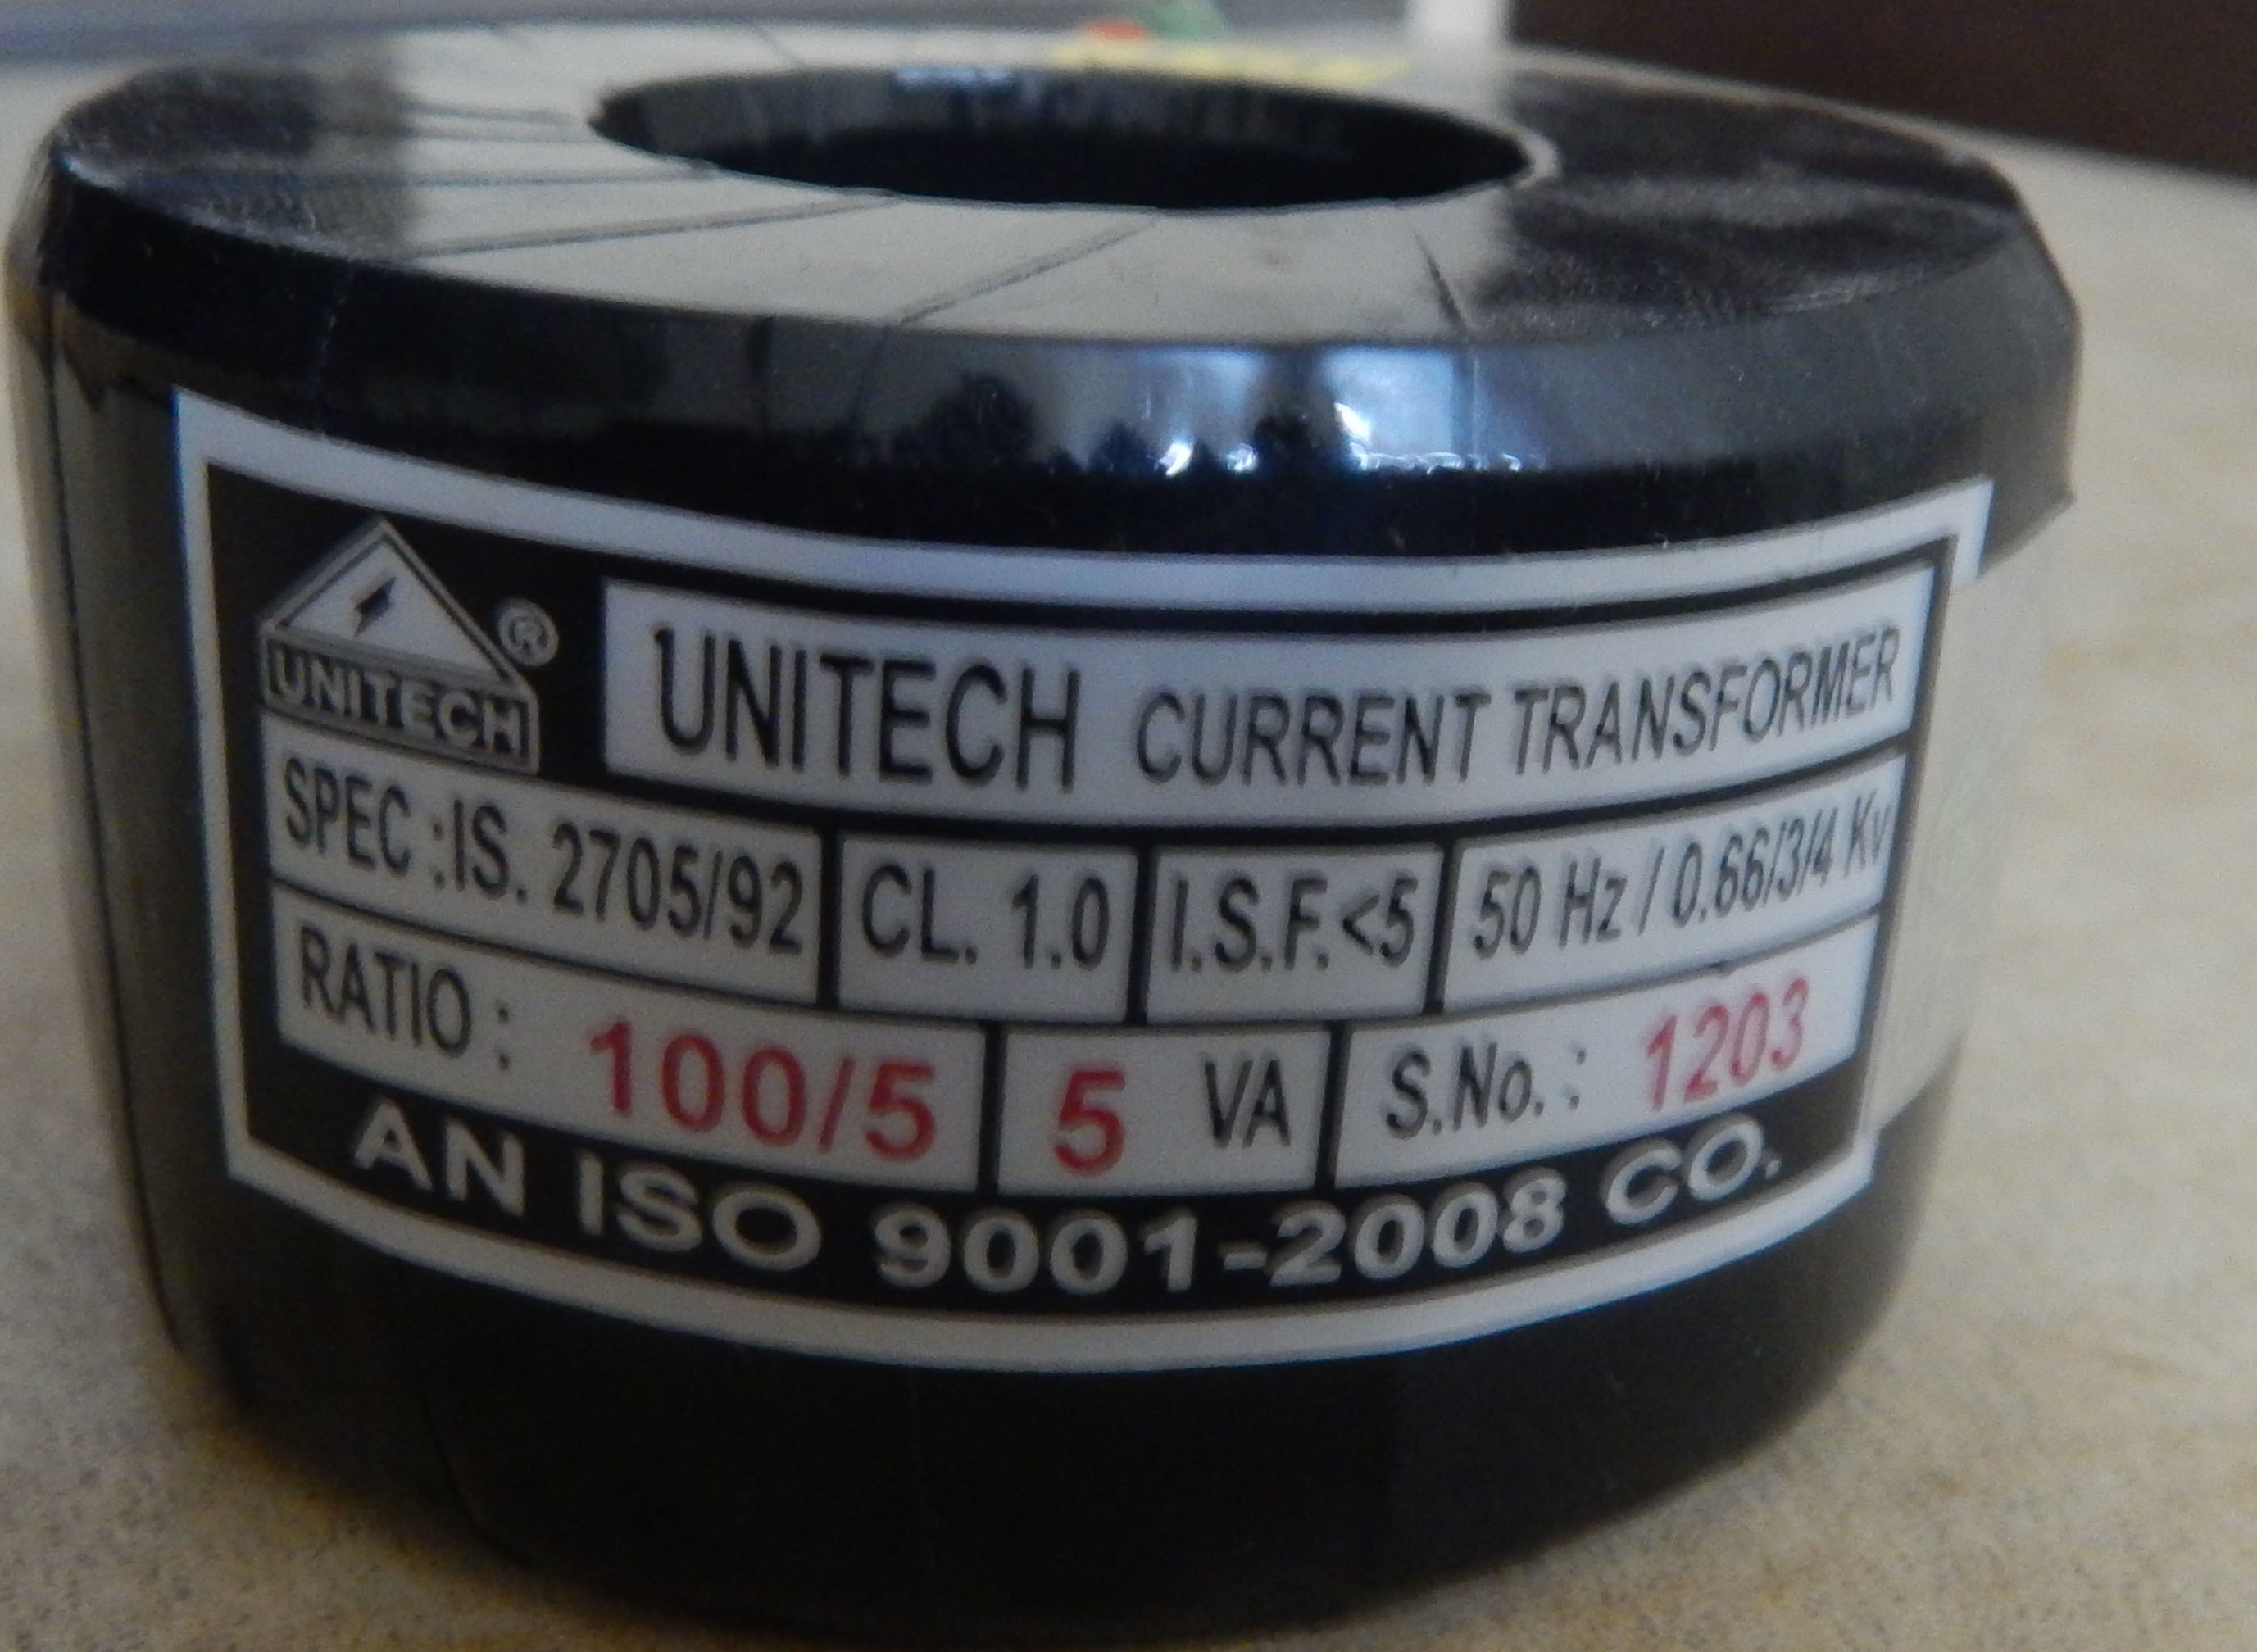 UNITECH ®
UNITECH CURRENT TRANSFORMER
SPEC :IS. 2705/92 CL. 1.0 I.S.F.<5 50 Hz / 0.66/3/4 Kv
RATIO : 100/5 5 VA S.No. : 1203
AN ISO 9001-2008 CO.